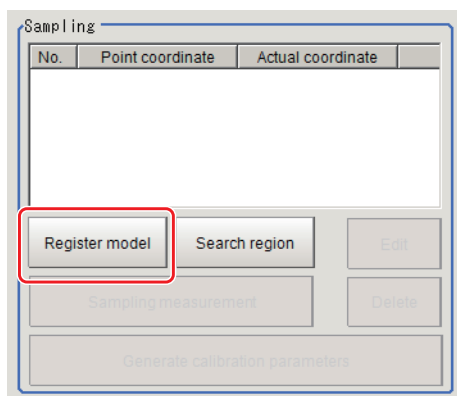 Sampling
No. Point coordinate Actual coordinate
Register model Search region Edit
Sampling measurement Delete
Generate calibration parameters